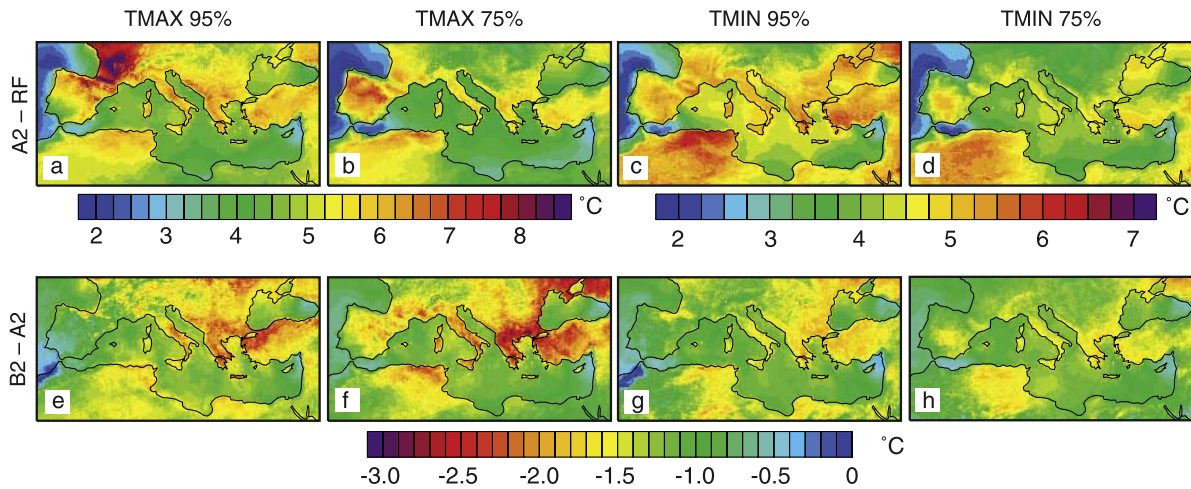 TMAX 95% TMAX 75% TMIN 95% TMIN 75%
A2 – RF
a b c d
2 3 4 5 6 7 8 °C
2 3 4 5 6 7 °C
B2 – A2
e f g h
-3.0 -2.5 -2.0 -1.5 -1.0 -0.5 0 °C